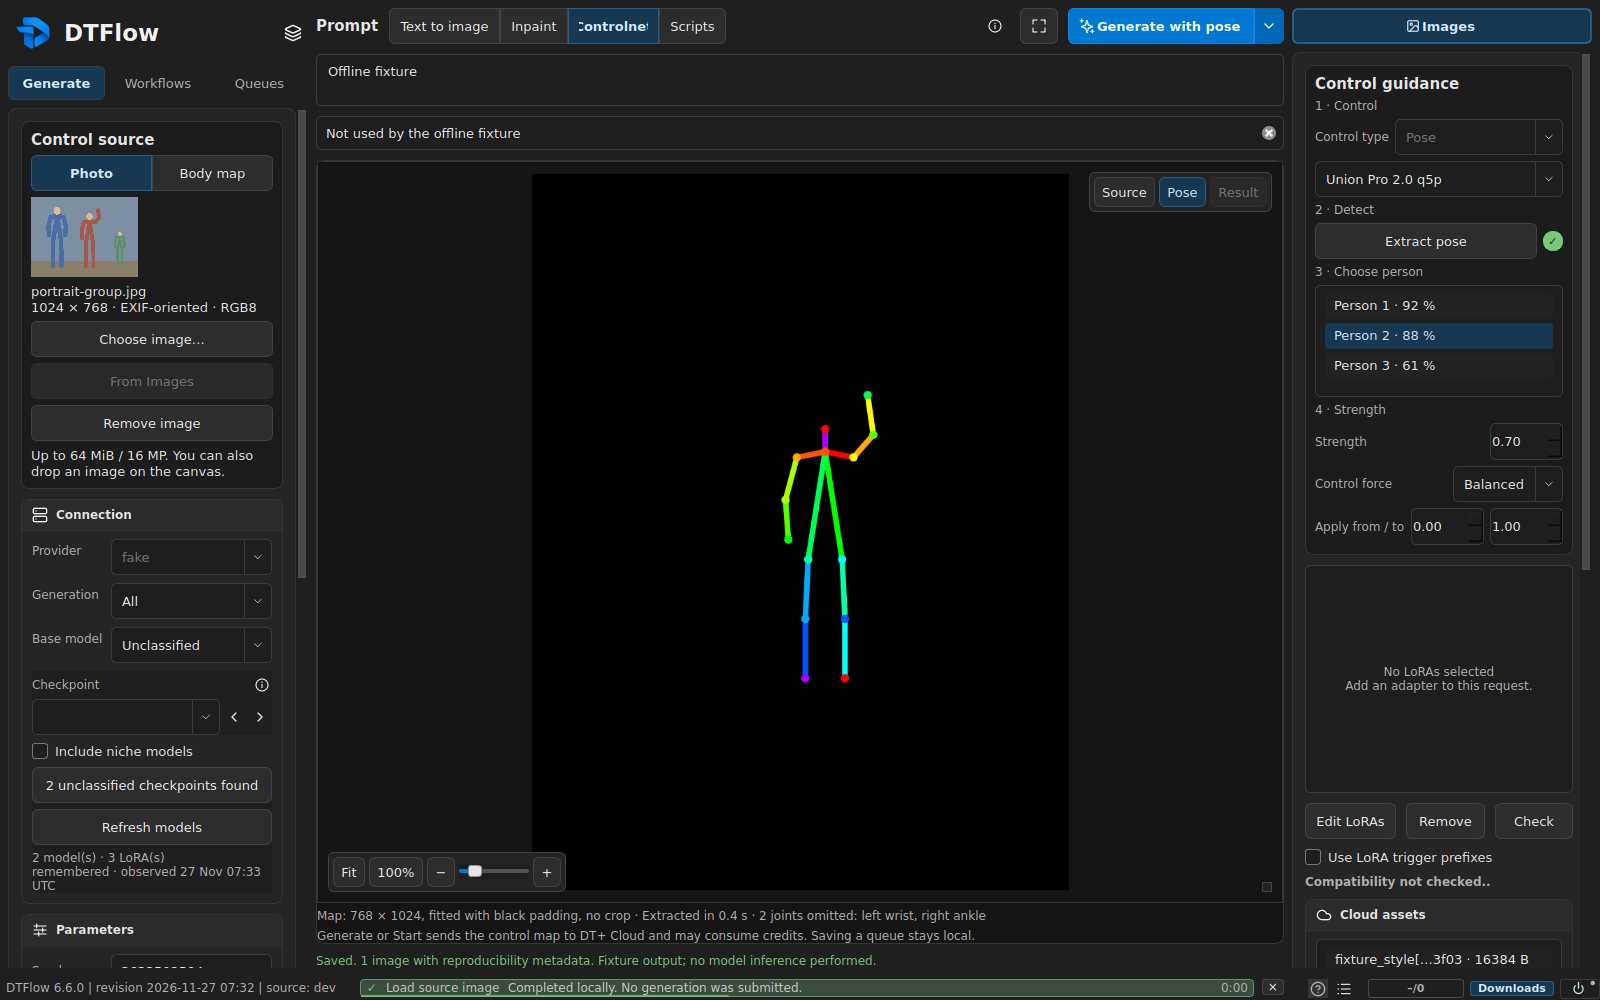 DTFlow
Generate
Workflows
Queues
Control source
Photo
Body map
portrait-group.jpg
1024 × 768 · EXIF-oriented · RGB8
Choose image...
From Images
Remove image
Up to 64 MiB / 16 MP. You can also
drop an image on the canvas.
Connection
Provider
fake
Generation
All
Base model
Unclassified
Checkpoint
Include niche models
2 unclassified checkpoints found
Refresh models
2 model(s) · 3 LoRA(s)
remembered · observed 27 Nov 07:33
UTC
Parameters
Prompt
Text to image
Inpaint
Controlnet
Scripts
Generate with pose
Offline fixture
Not used by the offline fixture
Source
Pose
Result
Fit
100%
−
+
Map: 768 × 1024, fitted with black padding, no crop · Extracted in 0.4 s · 2 joints omitted: left wrist, right ankle
Generate or Start sends the control map to DT+ Cloud and may consume credits. Saving a queue stays local.
Saved. 1 image with reproducibility metadata. Fixture output; no model inference performed.
Images
Control guidance
1 · Control
Control type
Pose
Union Pro 2.0 q5p
2 · Detect
Extract pose
3 · Choose person
Person 1 · 92 %
Person 2 · 88 %
Person 3 · 61 %
4 · Strength
Strength
0.70
Control force
Balanced
Apply from / to
0.00
1.00
No LoRAs selected
Add an adapter to this request.
Edit LoRAs
Remove
Check
Use LoRA trigger prefixes
Compatibility not checked..
Cloud assets
fixture_style[...3f03 · 16384 B
DTFlow 6.6.0 | revision 2026-11-27 07:32 | source: dev
✓ Load source image Completed locally. No generation was submitted. 0:00
–/0
Downloads